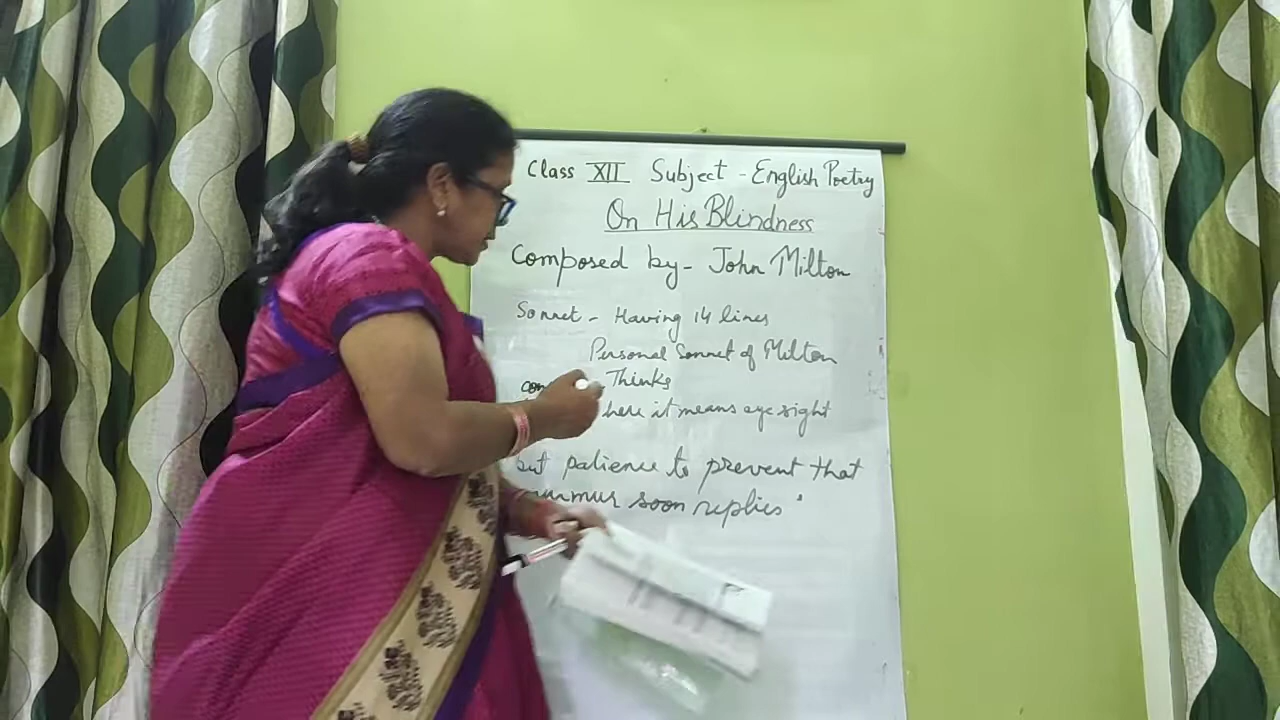 Class XII Subject - English Poetry
On His Blindness
Composed by - John Milton
Sonnet - Having 14 lines
Personal Sonnet of Milton
Thinks
here it means eye sight
but patience to prevent that
soon replies